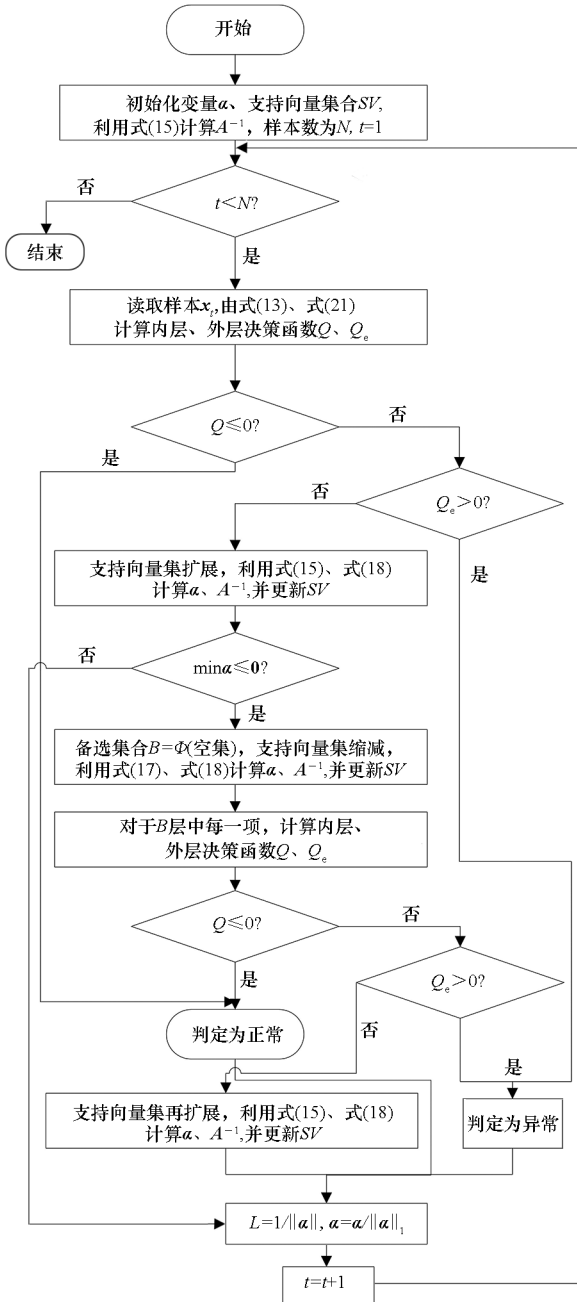 开始
初始化变量α、支持向量集合SV,
利用式(15)计算A⁻¹，样本数为N, t=1
t<N?
否
结束
是
读取样本xₜ,由式(13)、式(21)
计算内层、外层决策函数Q、Qₑ
Q≤0?
否
是
Qₑ>0?
否
是
支持向量集扩展，利用式(15)、式(18)
计算α、A⁻¹,并更新SV
minα≤0?
否
是
备选集合B=Φ(空集)，支持向量集缩减，
利用式(17)、式(18)计算α、A⁻¹,并更新SV
对于B层中每一项，计算内层、
外层决策函数Q、Qₑ
Q≤0?
否
是
Qₑ>0?
否
是
判定为正常
支持向量集再扩展，利用式(15)、式(18)
计算α、A⁻¹,并更新SV
判定为异常
L=1/‖α‖, α=α/‖α‖₁
t=t+1